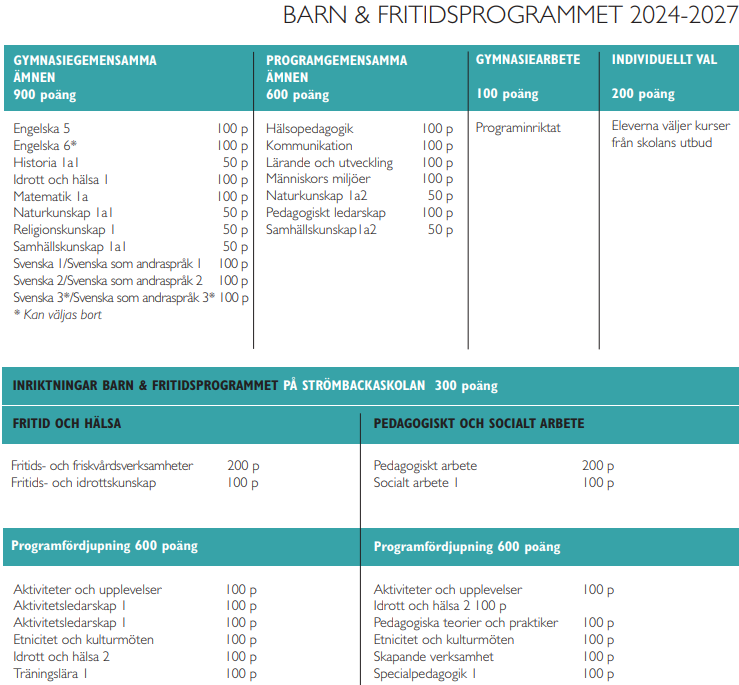 BARN & FRITIDSPROGRAMMET 2024-2027
GYMNASIEGEMENSAMMA
ÄMNEN
900 poäng
Engelska 5 100 p
Engelska 6* 100 p
Historia 1a1 50 p
Idrott och hälsa 1 100 p
Matematik 1a 100 p
Naturkunskap 1a1 50 p
Religionskunskap 1 50 p
Samhällskunskap 1a1 50 p
Svenska 1/Svenska som andraspråk 1 100 p
Svenska 2/Svenska som andraspråk 2 100 p
Svenska 3*/Svenska som andraspråk 3* 100 p
* Kan väljas bort
PROGRAMGEMENSAMMA
ÄMNEN
600 poäng
Hälsopedagogik 100 p
Kommunikation 100 p
Lärande och utveckling 100 p
Människors miljöer 100 p
Naturkunskap 1a2 50 p
Pedagogiskt ledarskap 100 p
Samhällskunskap1a2 50 p
GYMNASIEARBETE
100 poäng
Programinriktat
INDIVIDUELLT VAL
200 poäng
Eleverna väljer kurser
från skolans utbud
INRIKTNINGAR BARN & FRITIDSPROGRAMMET PÅ STRÖMBACKASKOLAN 300 poäng
FRITID OCH HÄLSA
Fritids- och friskvårdsverksamheter 200 p
Fritids- och idrottskunskap 100 p
Programfördjupning 600 poäng
Aktiviteter och upplevelser 100 p
Aktivitetsledarskap 1 100 p
Aktivitetsledarskap 1 100 p
Etnicitet och kulturmöten 100 p
Idrott och hälsa 2 100 p
Träningslära 1 100 p
PEDAGOGISKT OCH SOCIALT ARBETE
Pedagogiskt arbete 200 p
Socialt arbete 1 100 p
Programfördjupning 600 poäng
Aktiviteter och upplevelser 100 p
Idrott och hälsa 2 100 p
Pedagogiska teorier och praktiker 100 p
Etnicitet och kulturmöten 100 p
Skapande verksamhet 100 p
Specialpedagogik 1 100 p